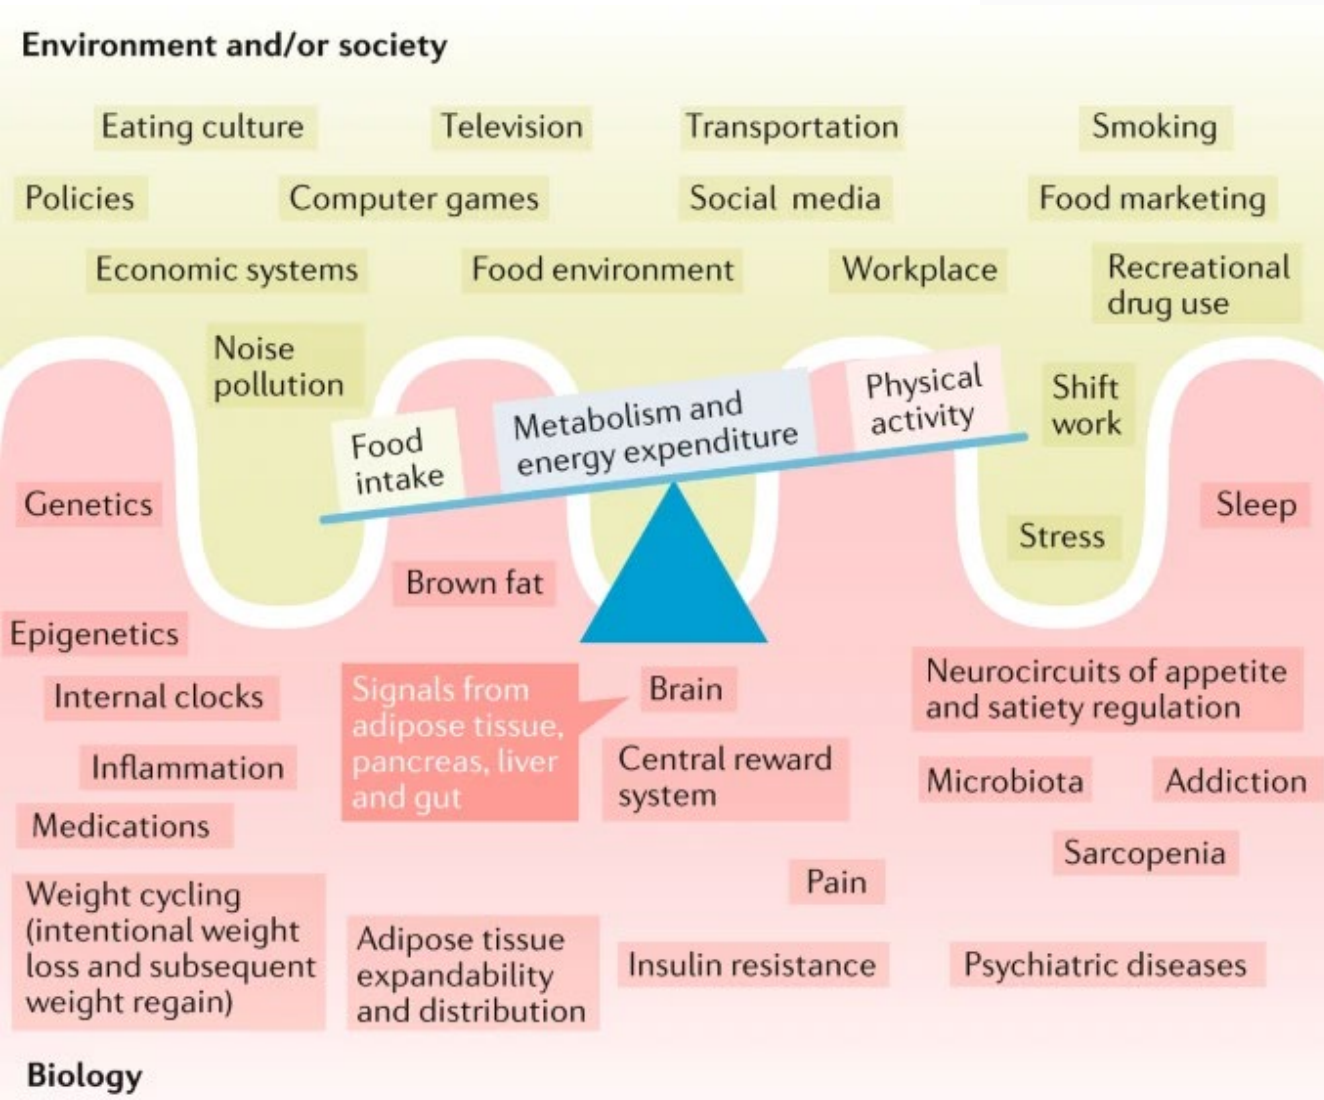 Environment and/or society
Eating culture
Television
Transportation
Smoking
Policies
Computer games
Social media
Food marketing
Economic systems
Food environment
Workplace
Recreational
drug use
Noise
pollution
Food
intake
Metabolism and
energy expenditure
Physical
activity
Shift
work
Genetics
Stress
Sleep
Brown fat
Epigenetics
Internal clocks
Signals from
adipose tissue,
pancreas, liver
and gut
Brain
Neurocircuits of appetite
and satiety regulation
Inflammation
Central reward
system
Microbiota
Addiction
Medications
Sarcopenia
Pain
Weight cycling
(intentional weight
loss and subsequent
weight regain)
Adipose tissue
expandability
and distribution
Insulin resistance
Psychiatric diseases
Biology